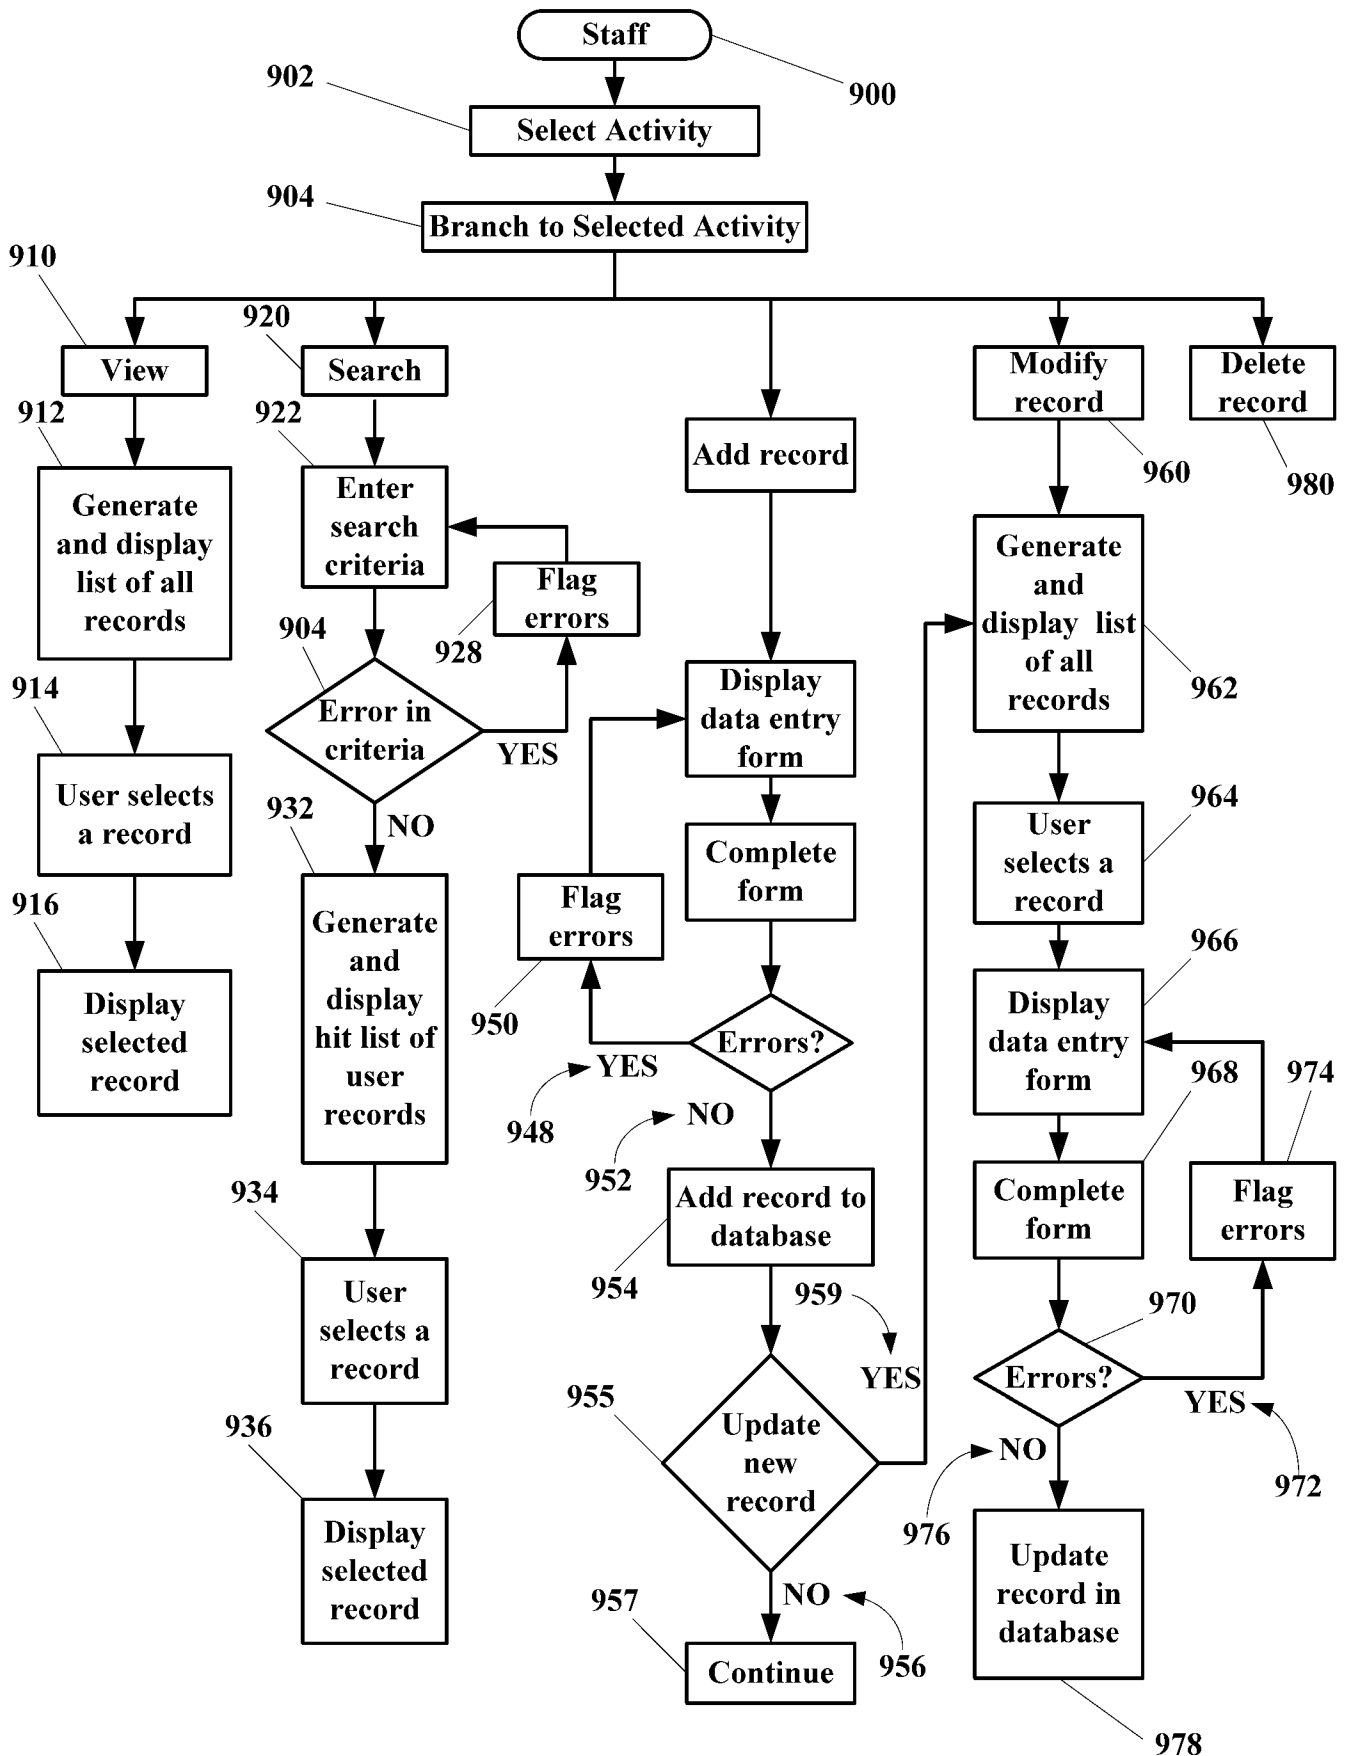 Staff
900
902
Select Activity
904
Branch to Selected Activity
910
View
912
Generate
and display
list of all
records
914
User selects
a record
916
Display
selected
record
920
Search
922
Enter
search
criteria
Flag
errors
928
904
Error in
criteria
YES
NO
932
Generate
and
display
hit list of
user
records
934
User
selects a
record
936
Display
selected
record
Add record
Display
data entry
form
Complete
form
Flag
errors
950
Errors?
YES
948
NO
952
Add record to
database
954
959
YES
955
Update
new
record
NO
956
957
Continue
Modify
record
960
Generate
and
display list
of all
records
962
964
User
selects a
record
966
Display
data entry
form
968
Complete
form
974
Flag
errors
970
Errors?
YES
972
NO
976
Update
record in
database
978
Delete
record
980